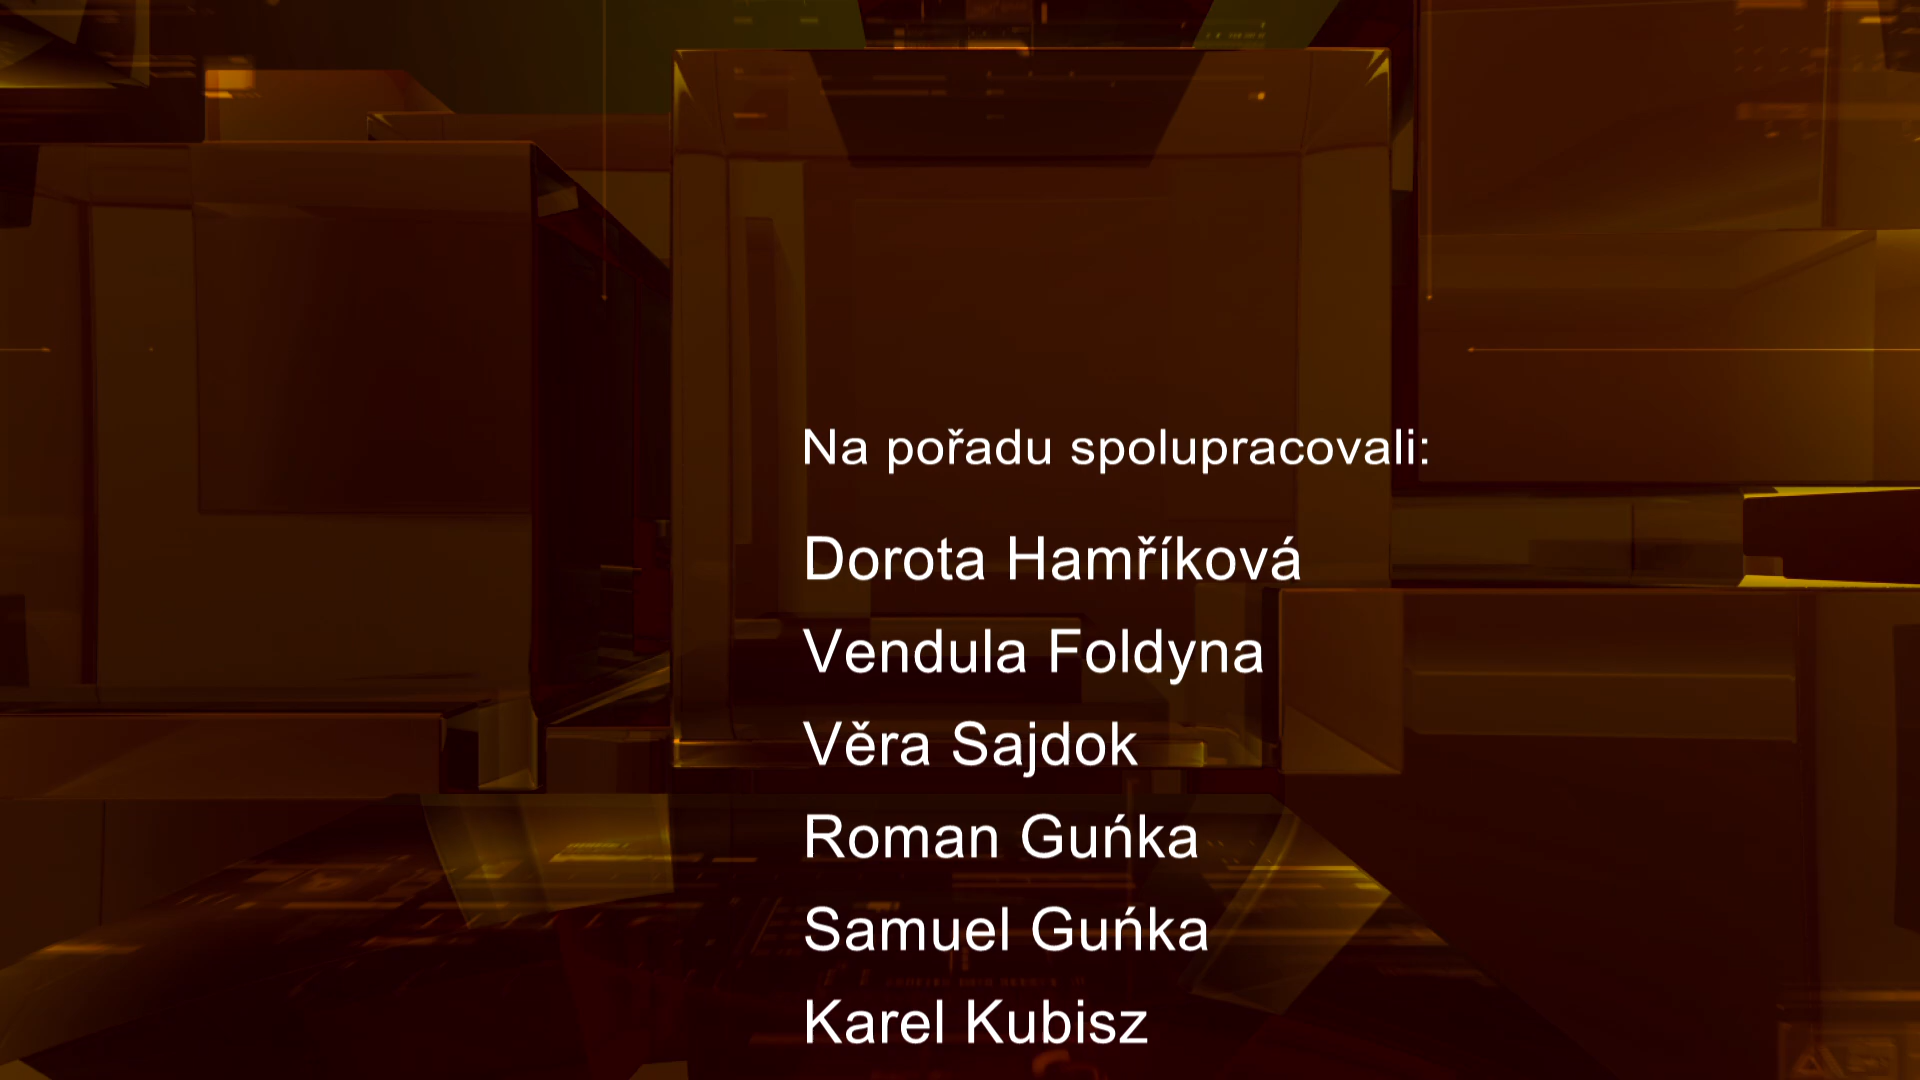 Na pořadu spolupracovali:
Dorota Hamříková
Vendula Foldyna
Věra Sajdok
Roman Guńka
Samuel Guńka
Karel Kubisz